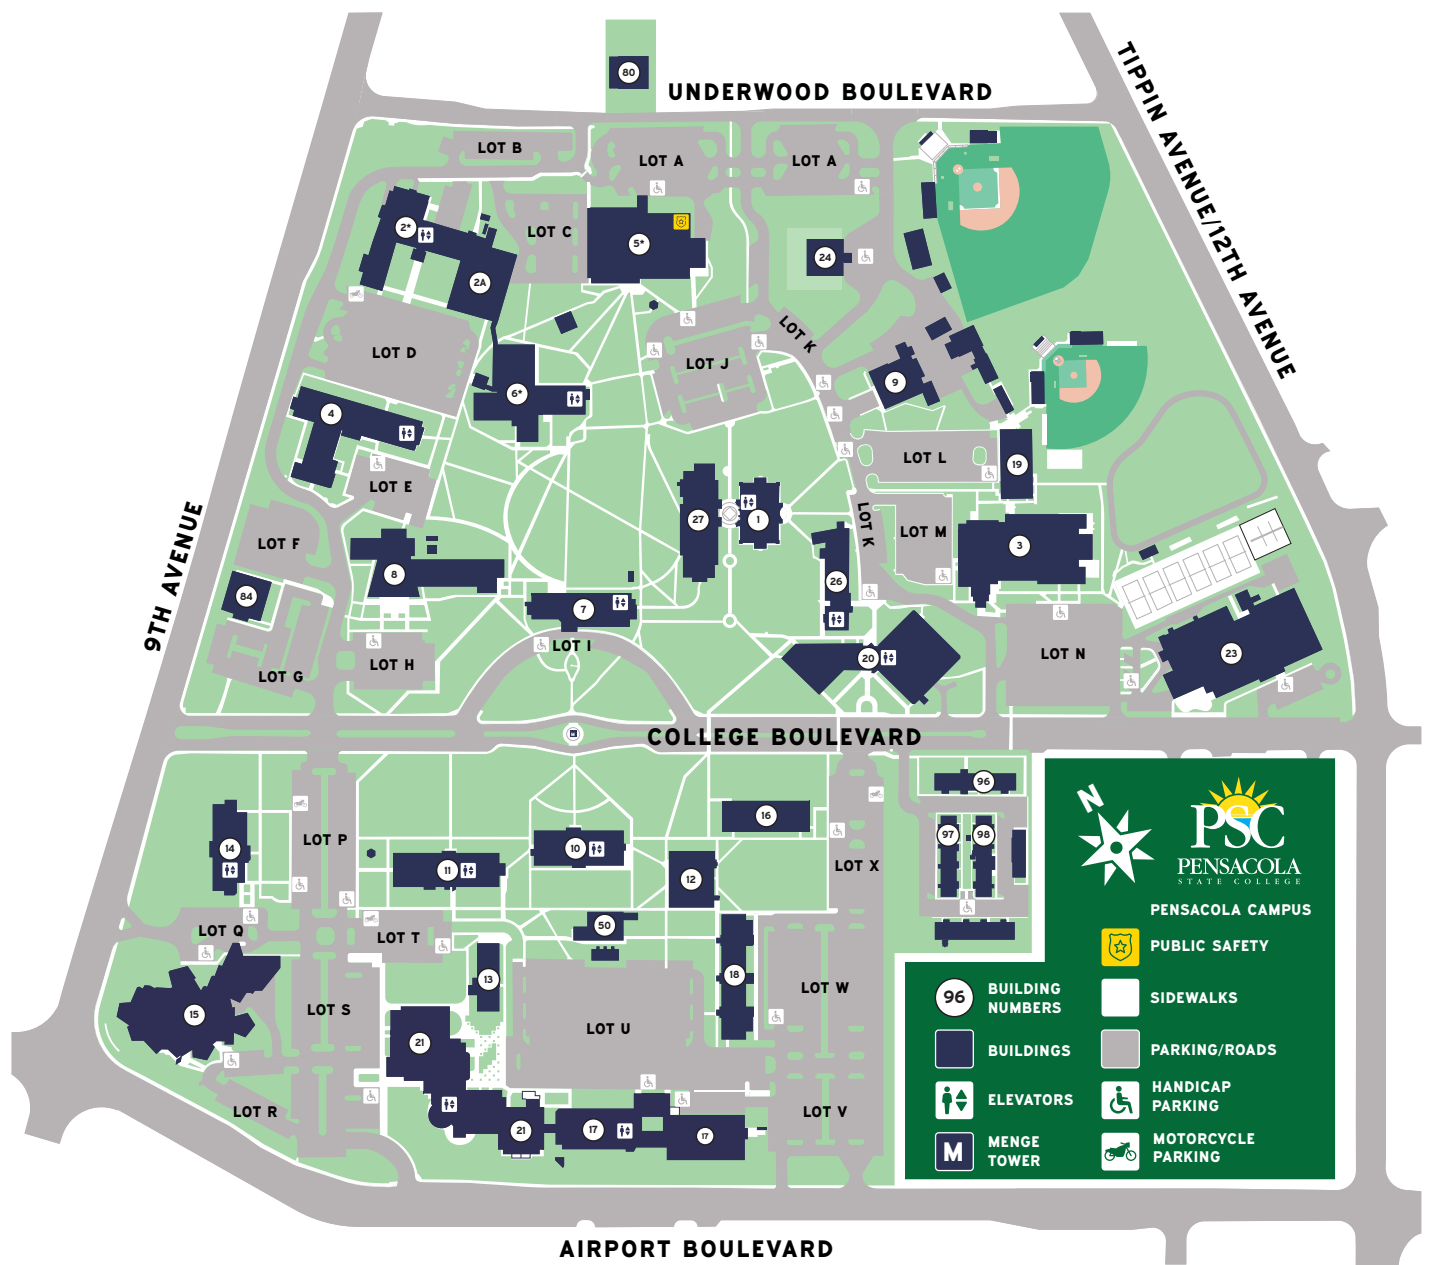 80
UNDERWOOD BOULEVARD
TIPPIN AVENUE/12TH AVENUE
LOT B
LOT A
LOT A
2*
LOT C
5*
24
2A
LOT K
LOT D
LOT J
9
6*
4
LOT L
19
LOT E
27
1
LOT K
LOT M
3
9TH AVENUE
LOT F
8
26
84
7
LOT I
LOT H
20
LOT N
23
LOT G
M
COLLEGE BOULEVARD
96
16
14
LOT P
10
97
98
11
LOT X
12
LOT Q
LOT T
50
13
18
LOT W
15
LOT S
LOT U
21
LOT R
LOT V
21
17
17
AIRPORT BOULEVARD
N
PSC
PENSACOLA
STATE COLLEGE
PENSACOLA CAMPUS
PUBLIC SAFETY
96
BUILDING
NUMBERS
SIDEWALKS
BUILDINGS
PARKING/ROADS
ELEVATORS
HANDICAP
PARKING
M
MENGE
TOWER
MOTORCYCLE
PARKING